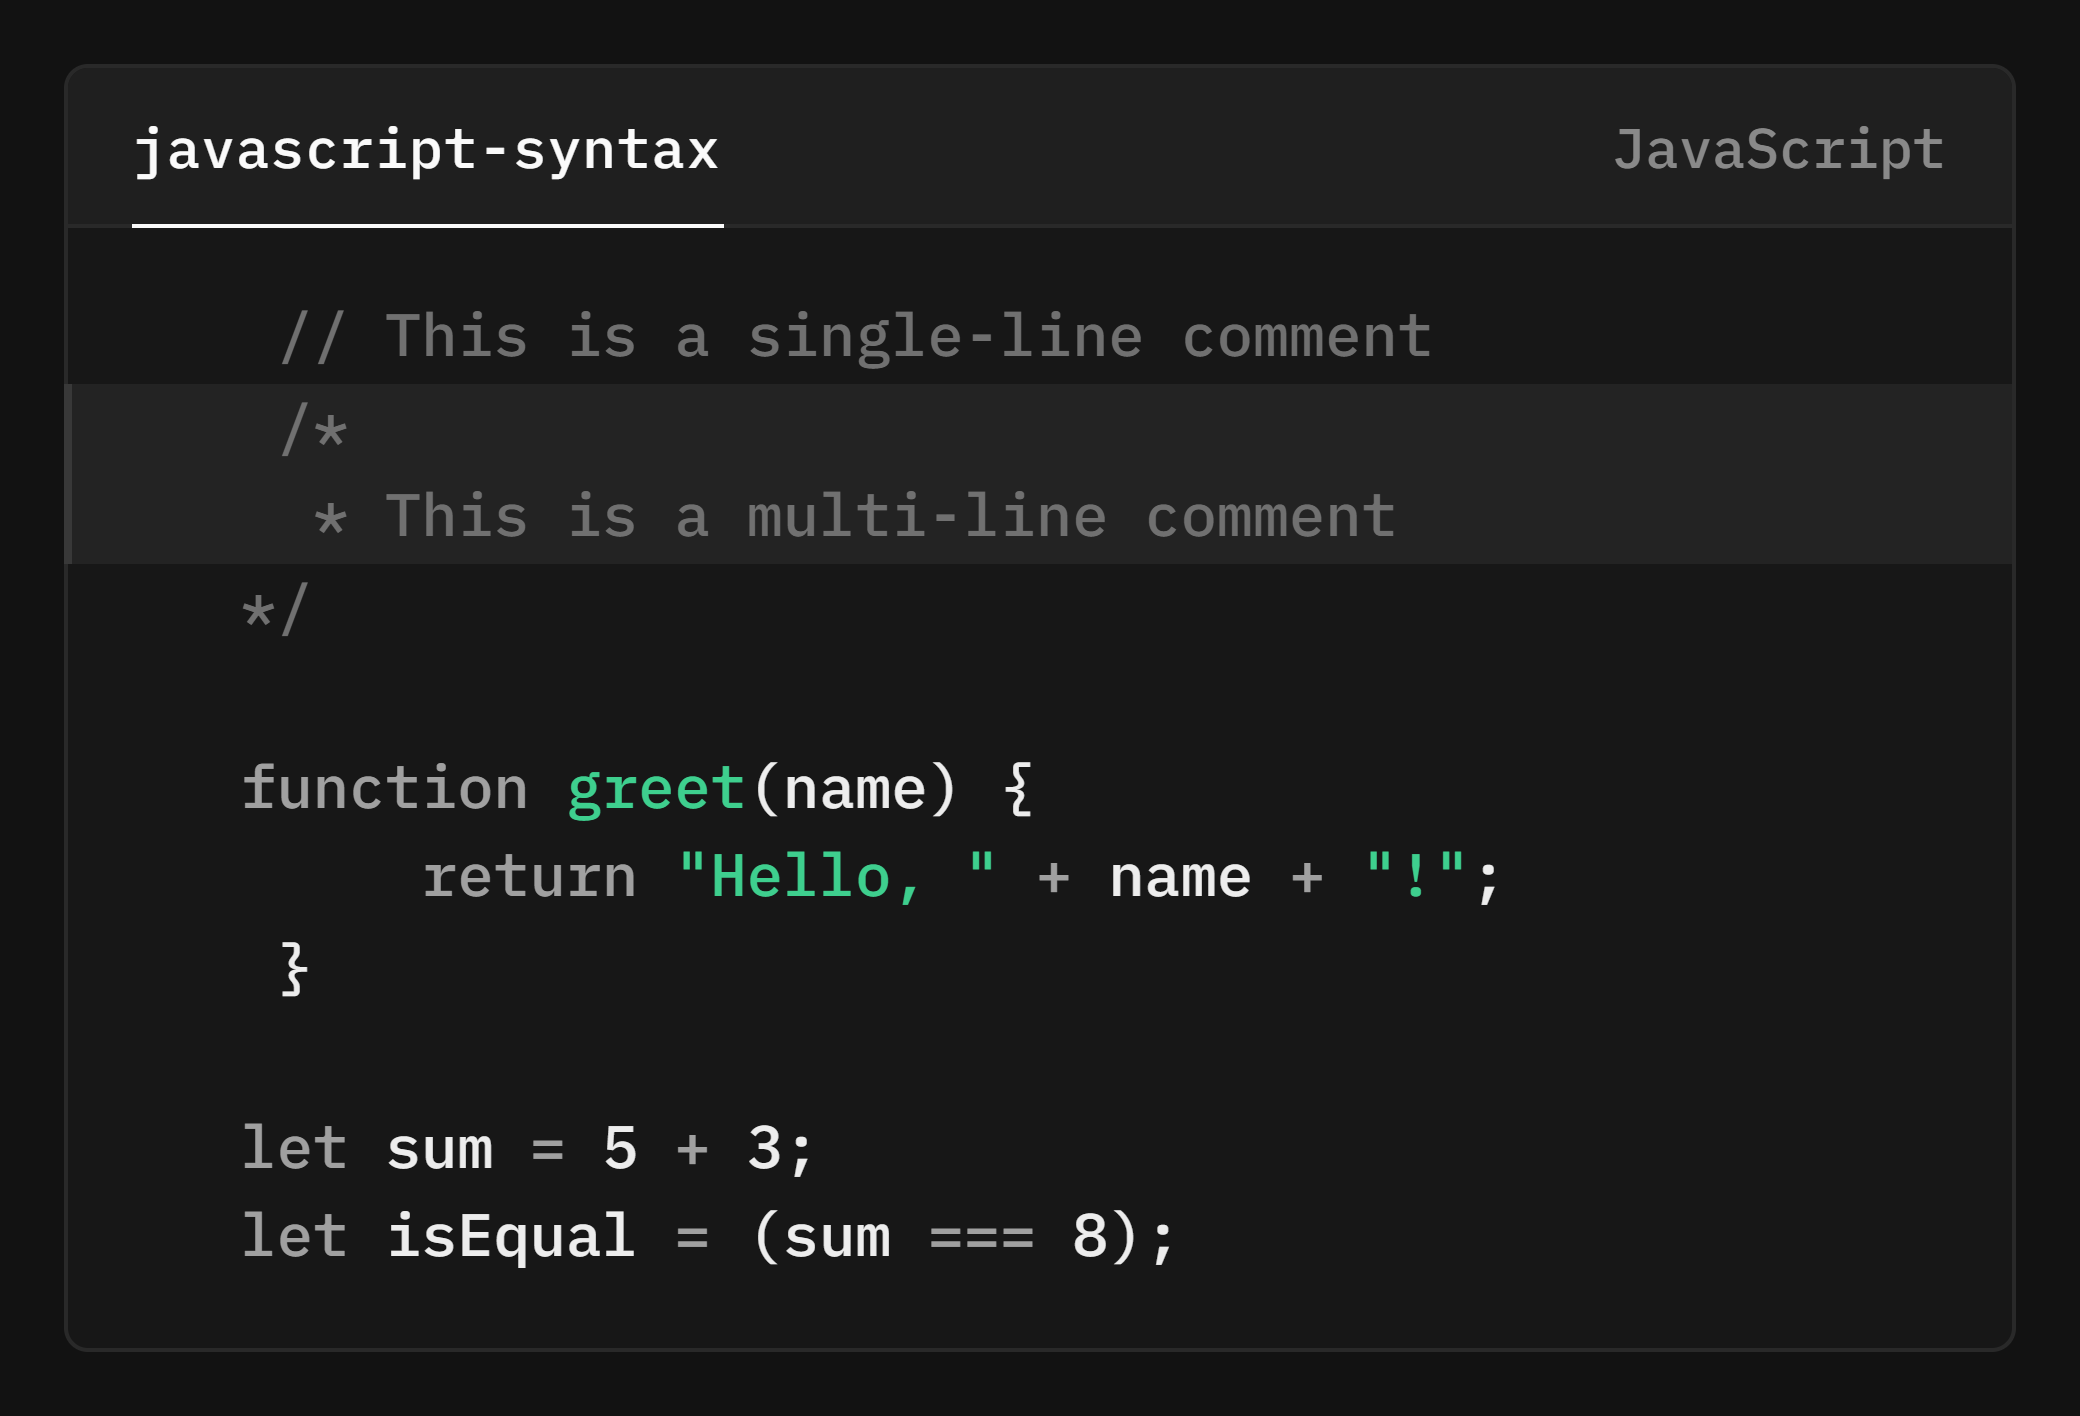 javascript-syntax
JavaScript
// This is a single-line comment
/*
* This is a multi-line comment
*/
function greet(name) {
return "Hello, " + name + "!";
}
let sum = 5 + 3;
let isEqual = (sum === 8);